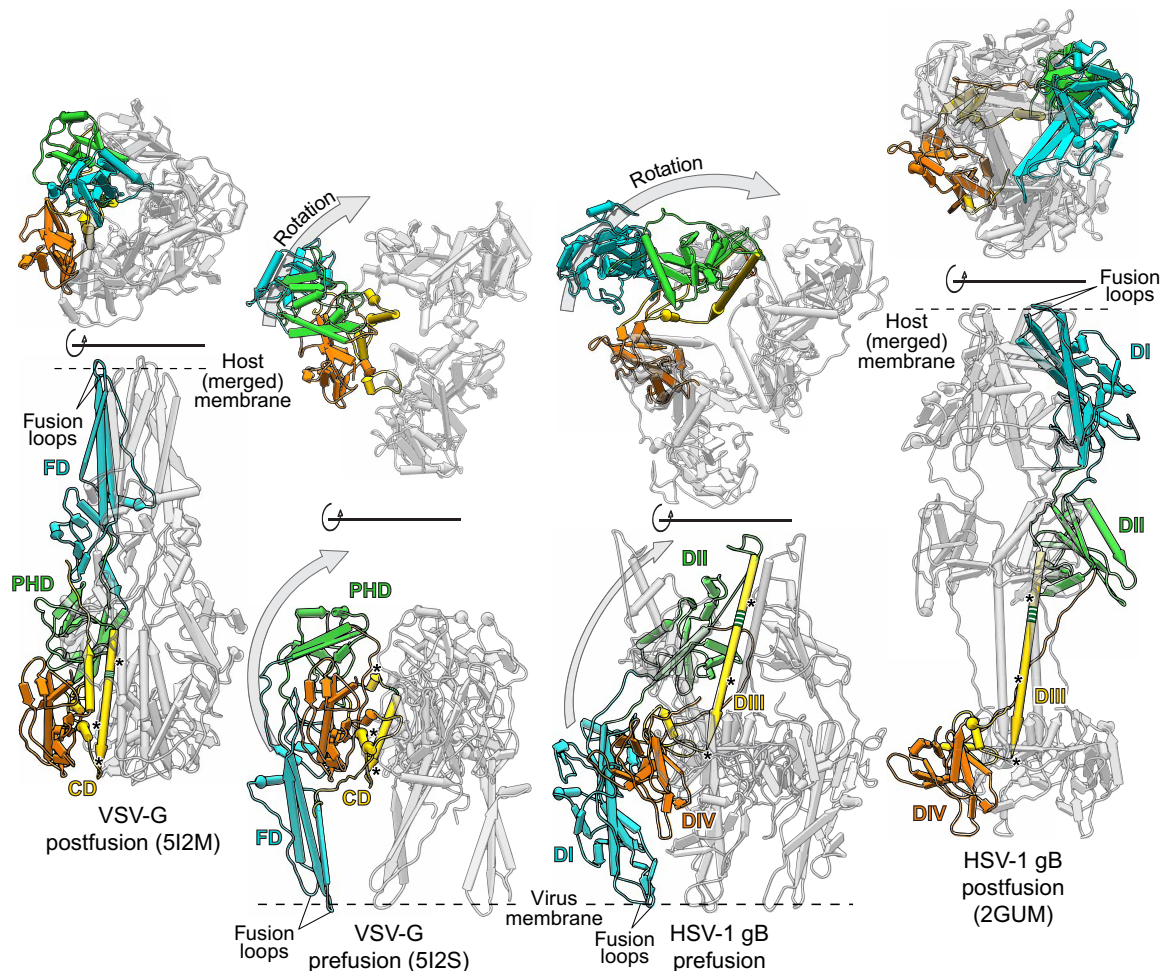 Rotation
Rotation
Fusion
loops
Host
(merged)
membrane
DI
Host
(merged)
membrane
Fusion
loops
FD
PHD
*
*
*
CD
VSV-G
postfusion (5I2M)
PHD
*
*
*
CD
FD
Fusion
loops
VSV-G
prefusion (5I2S)
DII
*
*
DIII
*
DIV
DI
Virus
membrane
Fusion
loops
HSV-1 gB
prefusion
DII
*
*
DIII
*
DIV
HSV-1 gB
postfusion
(2GUM)